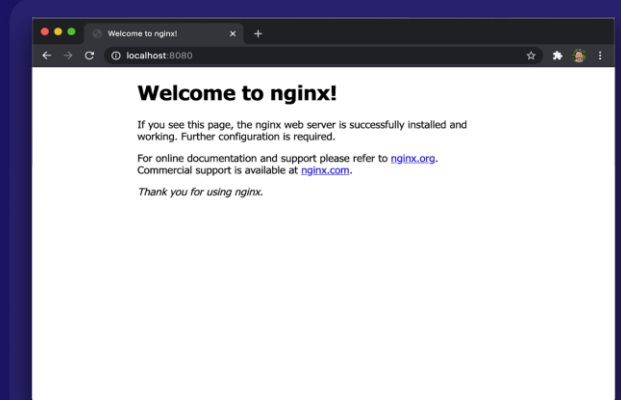 Welcome to nginx!
localhost:8080
Welcome to nginx!
If you see this page, the nginx web server is successfully installed and
working. Further configuration is required.
For online documentation and support please refer to nginx.org.
Commercial support is available at nginx.com.
Thank you for using nginx.